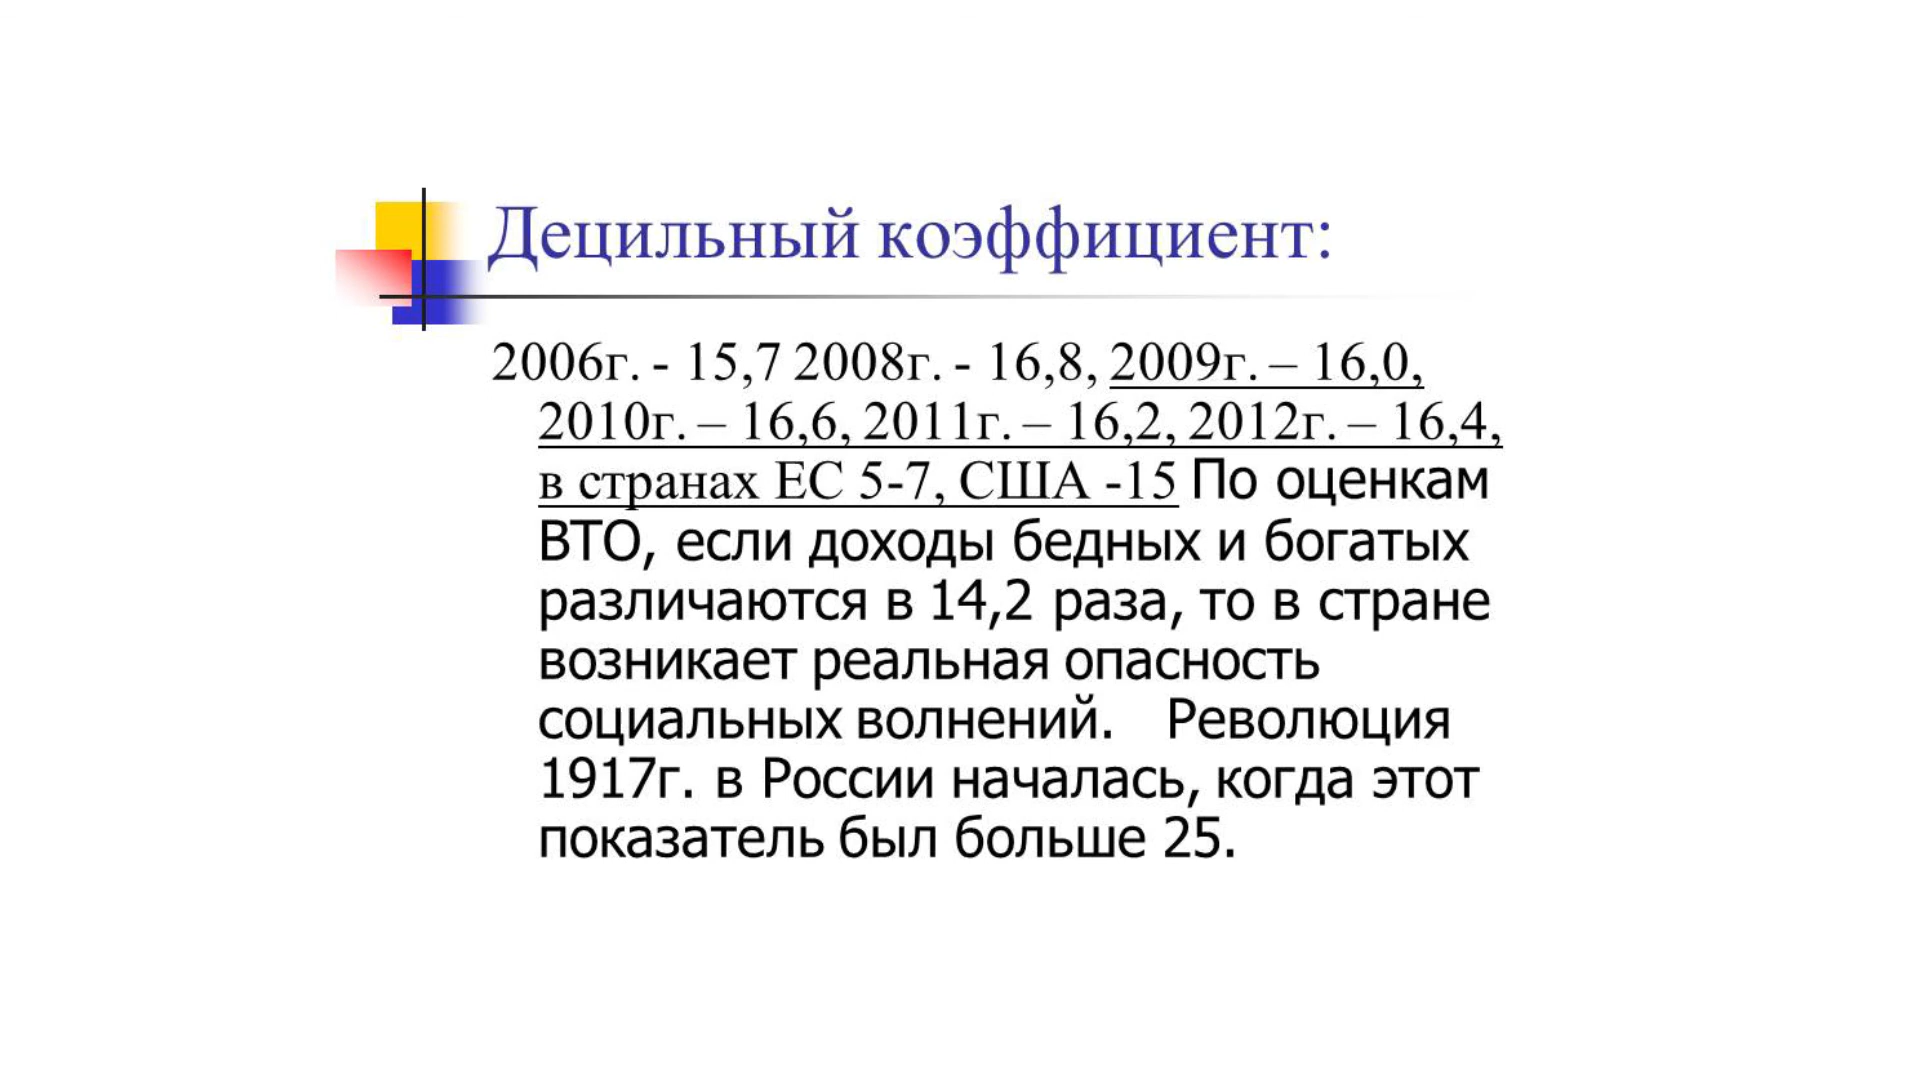 Децильный коэффициент:
2006г. - 15,7 2008г. - 16,8, 2009г. – 16,0,
2010г. – 16,6, 2011г. – 16,2, 2012г. – 16,4,
в странах ЕС 5-7, США -15 По оценкам
ВТО, если доходы бедных и богатых
различаются в 14,2 раза, то в стране
возникает реальная опасность
социальных волнений. Революция
1917г. в России началась, когда этот
показатель был больше 25.